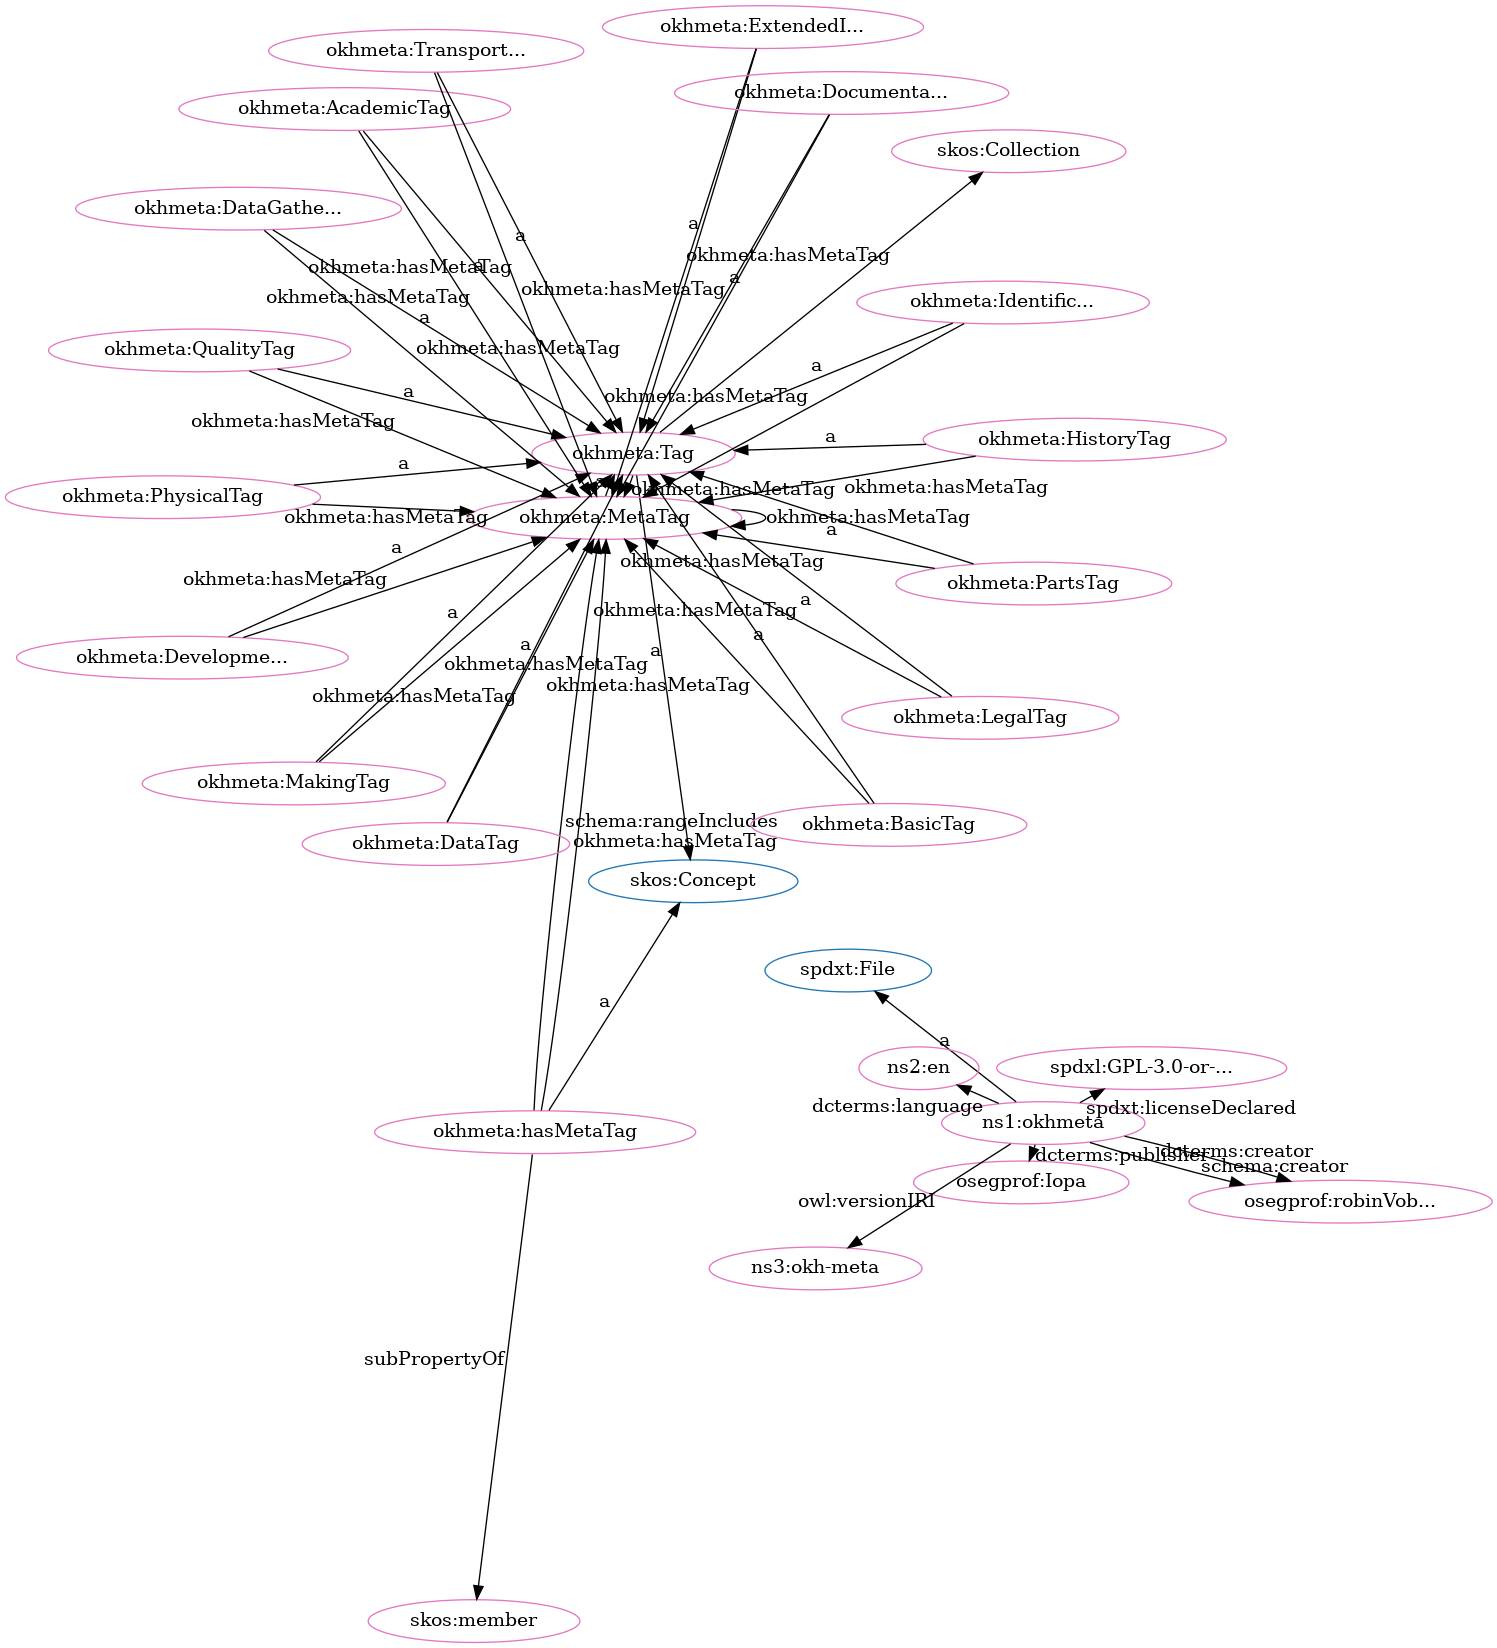 okhmeta:ExtendedI...
okhmeta:Transport...
okhmeta:Documenta...
okhmeta:AcademicTag
skos:Collection
okhmeta:DataGathe...
a
a
okhmeta:hasMetaTag
okhmeta:hasMetaTag
a
a
okhmeta:hasMetaTag
okhmeta:hasMetaTag
okhmeta:Identific...
a
okhmeta:QualityTag
okhmeta:hasMetaTag
a
a
okhmeta:hasMetaTag
okhmeta:hasMetaTag
a
okhmeta:HistoryTag
okhmeta:Tag
a
okhmeta:hasMetaTag
okhmeta:hasMetaTag
okhmeta:PhysicalTag
okhmeta:hasMetaTag
okhmeta:MetaTag
okhmeta:hasMetaTag
a
a
okhmeta:hasMetaTag
okhmeta:hasMetaTag
okhmeta:PartsTag
a
a
okhmeta:hasMetaTag
a
a
a
okhmeta:Developme...
okhmeta:hasMetaTag
okhmeta:hasMetaTag
okhmeta:hasMetaTag
okhmeta:LegalTag
okhmeta:MakingTag
schema:rangeIncludes
okhmeta:BasicTag
okhmeta:hasMetaTag
okhmeta:DataTag
skos:Concept
spdxt:File
a
a
ns2:en
spdxl:GPL-3.0-or-...
dcterms:language
spdxt:licenseDeclared
ns1:okhmeta
okhmeta:hasMetaTag
dcterms:creator
dcterms:publisher
schema:creator
osegprof:Iopa
owl:versionIRI
osegprof:robinVob...
ns3:okh-meta
subPropertyOf
skos:member